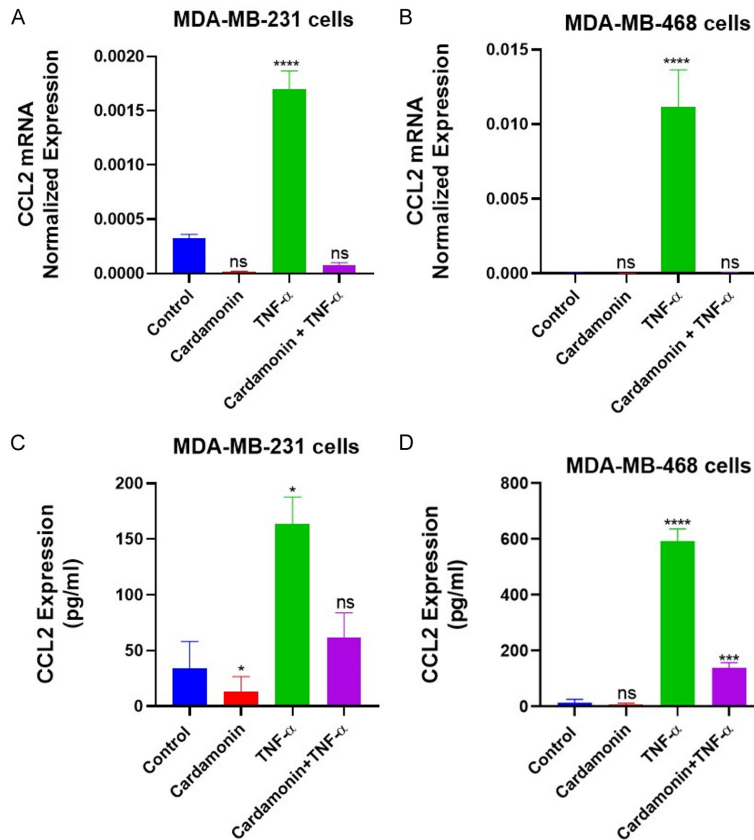 A
MDA-MB-231 cells
CCL2 mRNA
Normalized Expression
0.0020
0.0015
0.0010
0.0005
0.0000
ns
****
ns
Control
Cardamonin
TNF-α
Cardamonin + TNF-α
B
MDA-MB-468 cells
CCL2 mRNA
Normalized Expression
0.015
0.010
0.005
0.000
ns
****
ns
Control
Cardamonin
TNF-α
Cardamonin + TNF-α
C
MDA-MB-231 cells
CCL2 Expression
(pg/ml)
200
150
100
50
0
*
*
ns
Control
Cardamonin
TNF-α
Cardamonin+TNF-α
D
MDA-MB-468 cells
CCL2 Expression
(pg/ml)
800
600
400
200
0
ns
****
***
Control
Cardamonin
TNF-α
Cardamonin+TNF-α